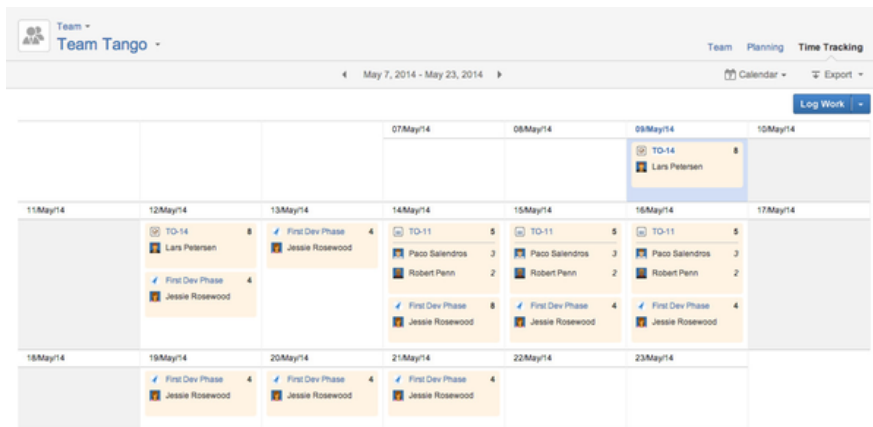 Team
Team Tango
Team Planning Time Tracking
May 7, 2014 - May 23, 2014
Calendar Export
Log Work
07/May/14 08/May/14 09/May/14 10/May/14
TO-14 8
Lars Petersen
11/May/14 12/May/14 13/May/14 14/May/14 15/May/14 16/May/14 17/May/14
TO-14 8 First Dev Phase 4 TO-11 5 TO-11 5 TO-11 5
Lars Petersen Jessie Rosewood Paco Salendros 3 Paco Salendros 3 Paco Salendros 3
Robert Penn 2 Robert Penn 2 Robert Penn 2
First Dev Phase 4
Jessie Rosewood
First Dev Phase 8 First Dev Phase 4 First Dev Phase 4
Jessie Rosewood Jessie Rosewood Jessie Rosewood
18/May/14 19/May/14 20/May/14 21/May/14 22/May/14 23/May/14
First Dev Phase 4 First Dev Phase 4 First Dev Phase 4
Jessie Rosewood Jessie Rosewood Jessie Rosewood